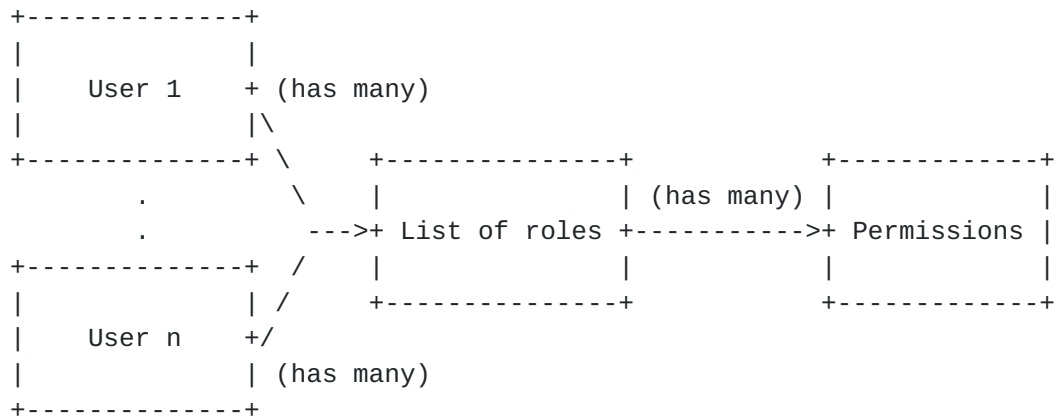 User 1 (has many)
(has many)
List of roles Permissions
User n
(has many)